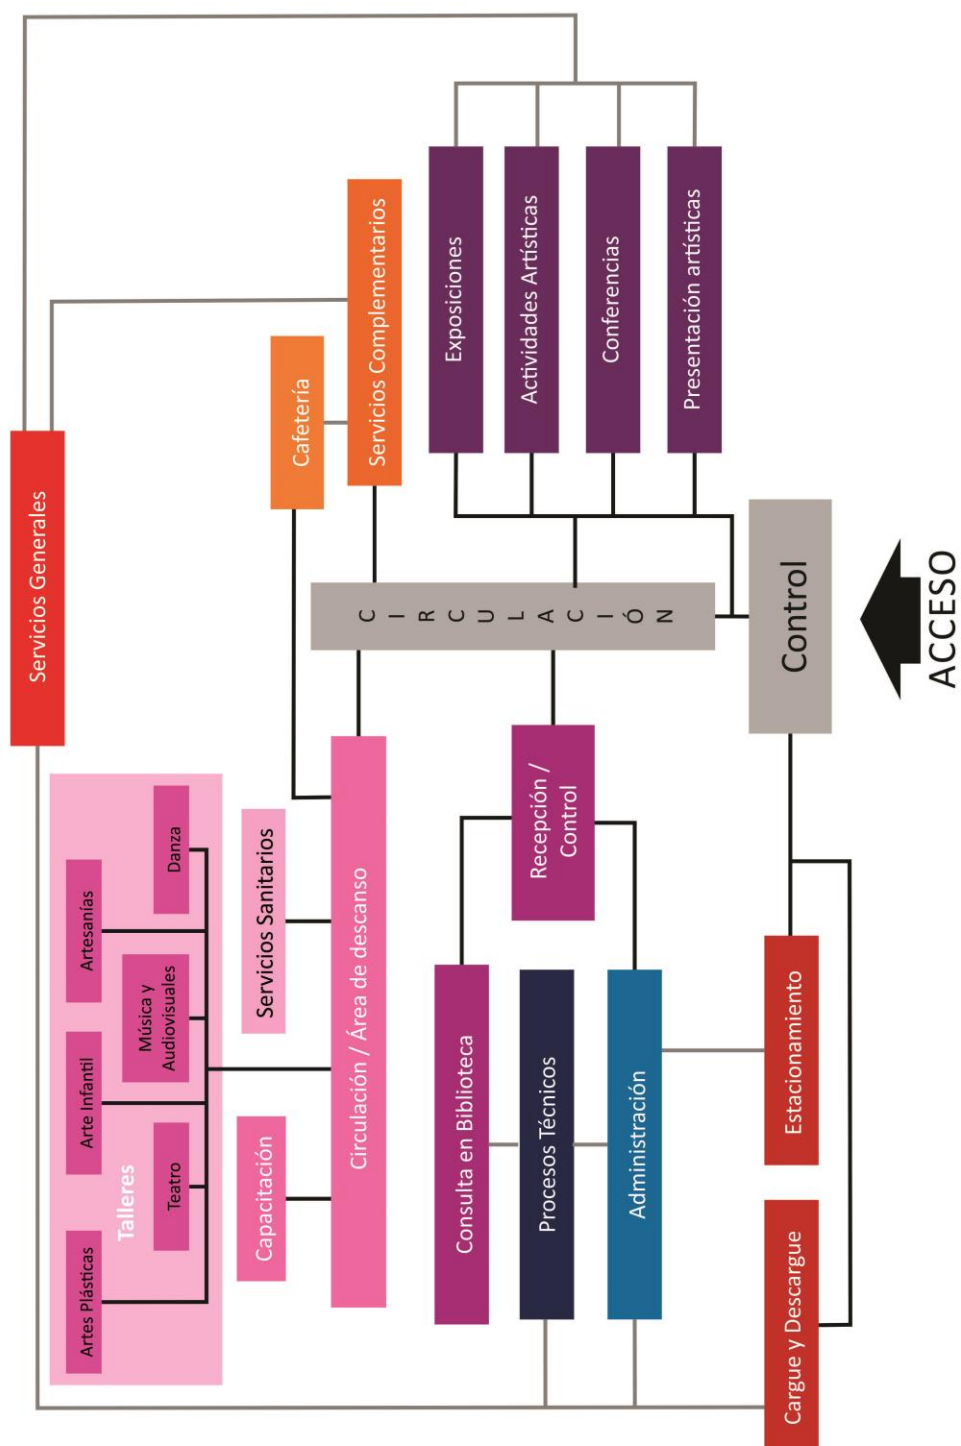 Servicios Generales
Artes Plásticas
Arte Infantil
Artesanías
Talleres
Teatro
Música y
Audiovisuales
Danza
Capacitación
Servicios Sanitarios
Cafetería
Circulación / Área de descanso
Servicios Complementarios
CIRCULACIÓN
Consulta en Biblioteca
Procesos Técnicos
Administración
Recepción /
Control
Exposiciones
Actividades Artísticas
Conferencias
Presentación artísticas
Cargue y Descargue
Estacionamiento
Control
ACCESO